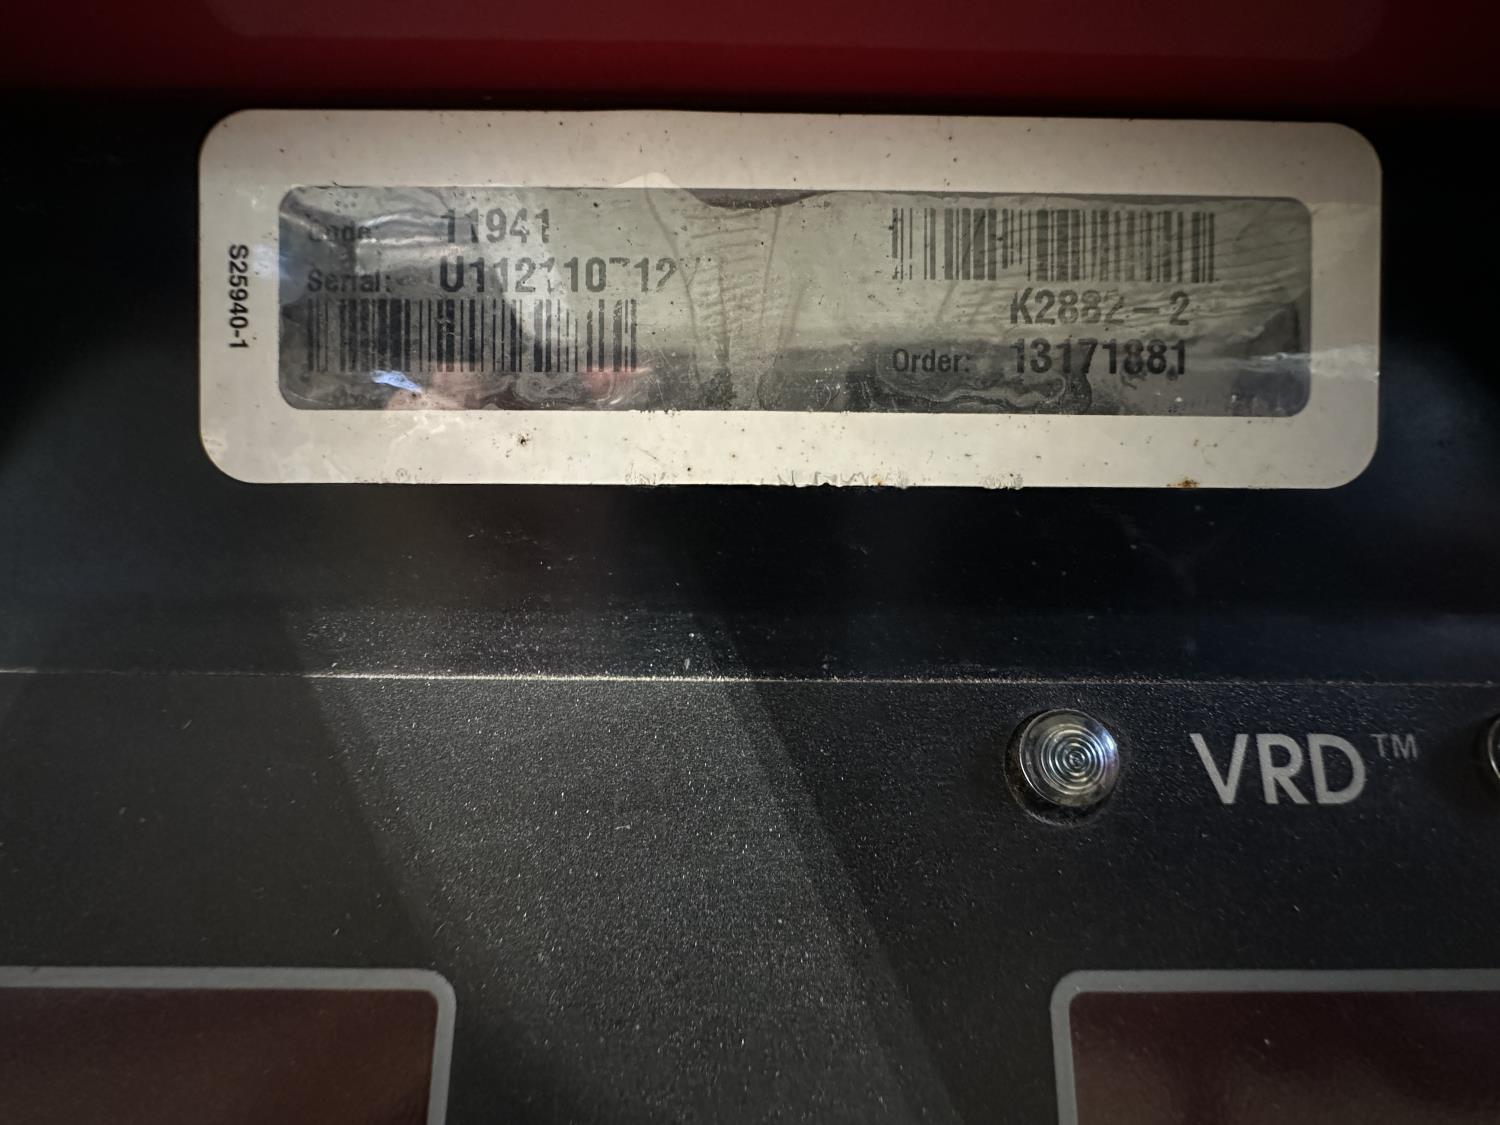 Code: 11941
Serial:
K2882-2
Order: 13171881
S25940-1
VRD™